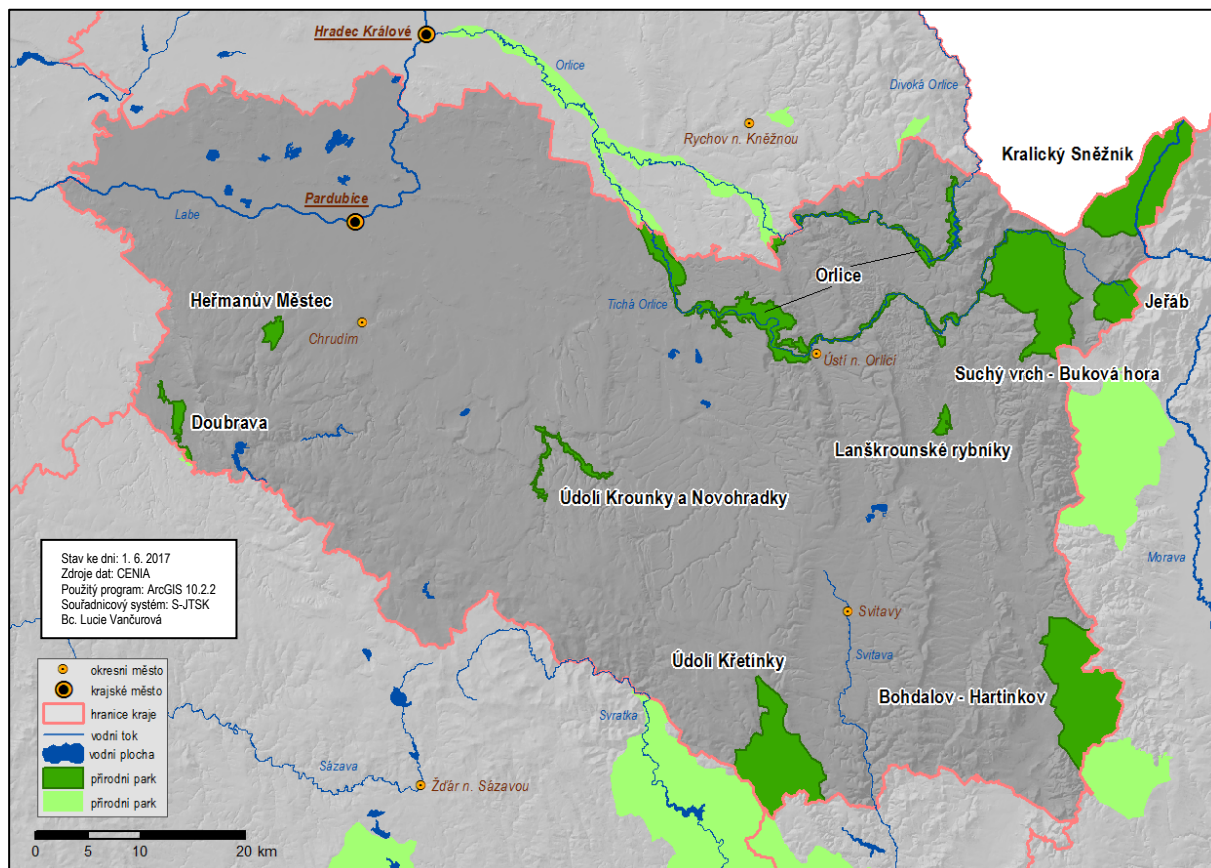 Hradec Králové
Orlice
Divoká Orlice
Rychov n. Kněžnou
Kralický Sněžník
Pardubice
Labe
Orlice
Heřmanův Městec
Tichá Orlice
Jeřáb
Chrudim
Ústí n. Orlicí
Suchý vrch - Buková hora
Doubrava
Lanškrounské rybníky
Údolí Krounky a Novohradky
Morava
Stav ke dni: 1. 6. 2017
Zdroje dat: CENIA
Použitý program: ArcGIS 10.2.2
Souřadnicový systém: S-JTSK
Bc. Lucie Vančurová
Svitavy
Svitava
Údolí Křetínky
Bohdalov - Hartinkov
Svratka
okresní město
krajské město
hranice kraje
vodní tok
vodní plocha
přírodní park
přírodní park
Sázava
Žďár n. Sázavou
0 5 10 20 km